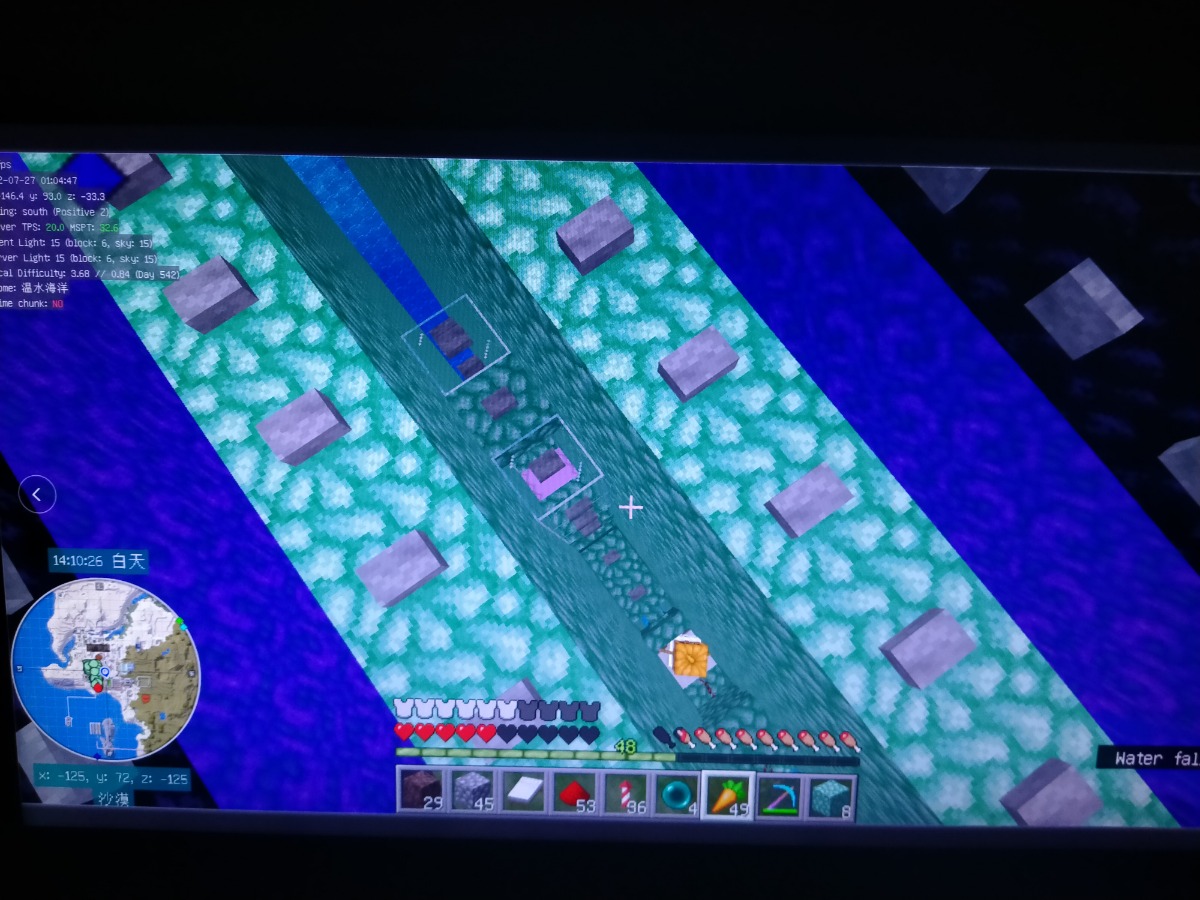 ps
2-07-27 01:04:47
-146.4 y: 93.0 z: -33.3
ing: south (Positive Z)
ver TPS: 20.0 MSPT: 32.6
ent Light: 15 (block: 6, sky: 15)
rver Light: 15 (block: 6, sky: 15)
cal Difficulty: 3.68 // 0.84 (Day 542)
ome: 温水海洋
ime chunk: NO
14:10:26 白天
x: -125, y: 72, z: -125
沙漠
48
Water fal
29 45 53 36 4 49 8